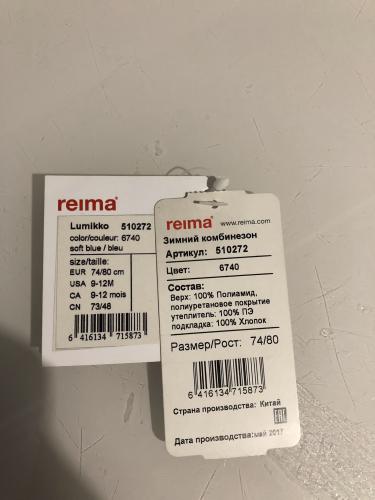 reima
Lumikko 510272
color/couleur: 6740
soft blue / bleu
size/taille:
EUR 74/80 cm
USA 9-12M
CA 9-12 mois
CN 73/48
6 416134 715873
reima www.reima.com
Зимний комбинезон
Артикул: 510272
Цвет: 6740
Состав:
Верх: 100% Полиамид,
полиуретановое покрытие
утеплитель: 100% ПЭ
подкладка: 100% Хлопок
Размер/Рост: 74/80
6 416134 715873
Страна производства: Китай
EAC
Дата производства: май 2017